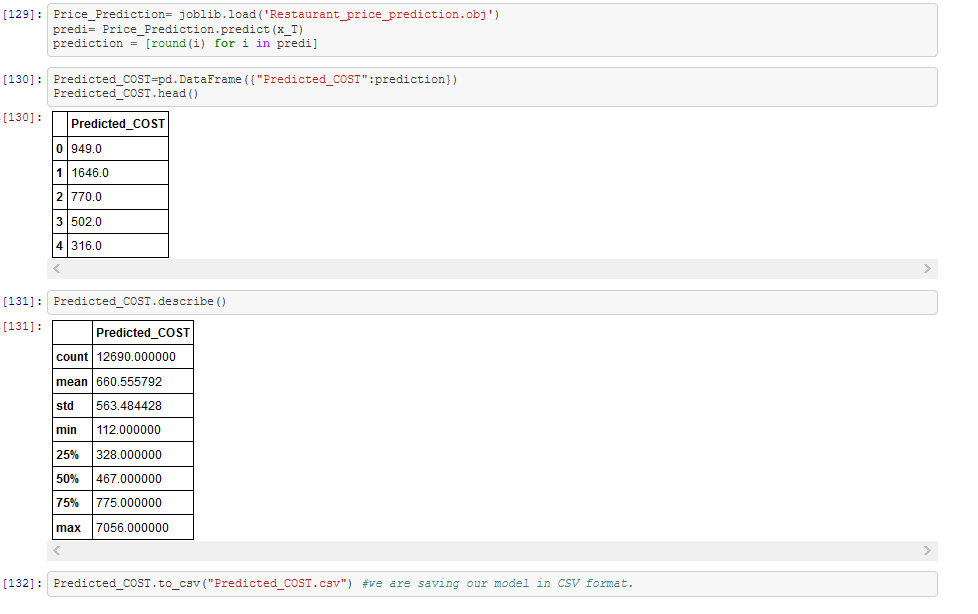 [129]: Price_Prediction= joblib.load('Restaurant_price_prediction.obj')
predi= Price_Prediction.predict(x_T)
prediction = [round(i) for i in predi]
[130]: Predicted_COST=pd.DataFrame({"Predicted_COST":prediction})
Predicted_COST.head()
[130]:
Predicted_COST
0 949.0
1 1646.0
2 770.0
3 502.0
4 316.0
[131]: Predicted_COST.describe()
[131]:
Predicted_COST
count 12690.000000
mean 660.555792
std 563.484428
min 112.000000
25% 328.000000
50% 467.000000
75% 775.000000
max 7056.000000
[132]: Predicted_COST.to_csv("Predicted_COST.csv") #we are saving our model in CSV format.